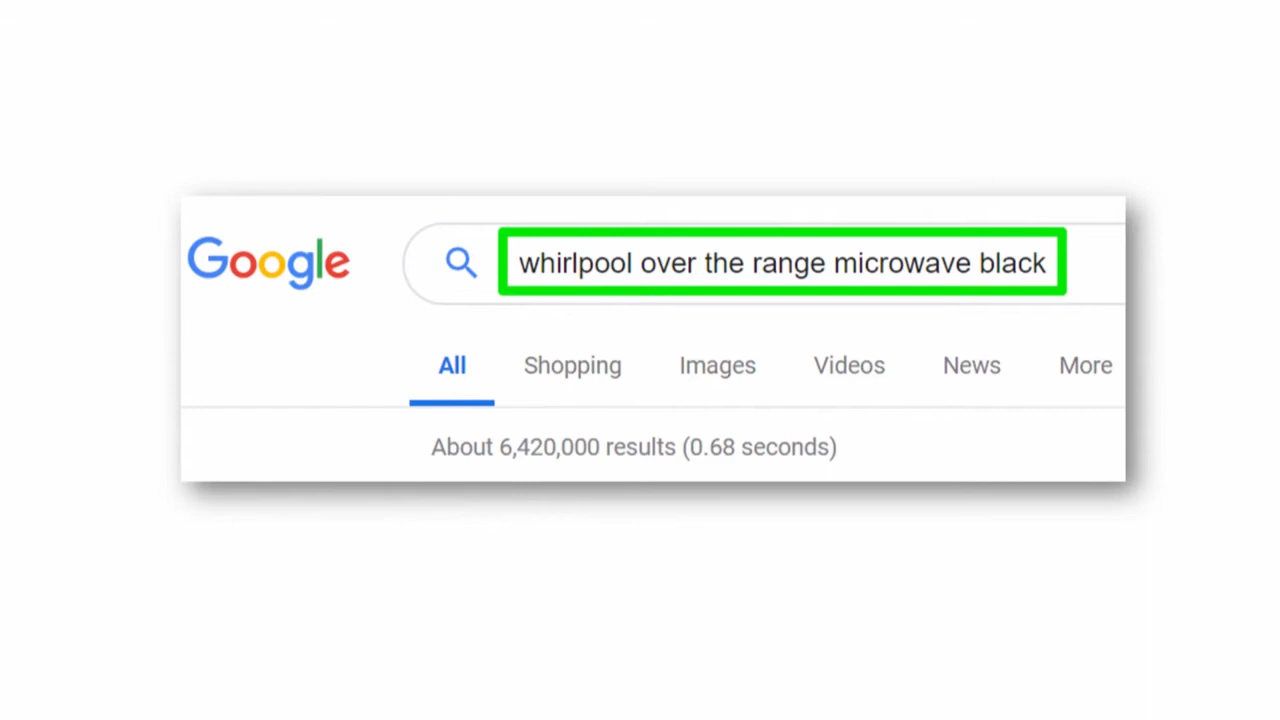 Google
whirlpool over the range microwave black
All Shopping Images Videos News More
About 6,420,000 results (0.68 seconds)